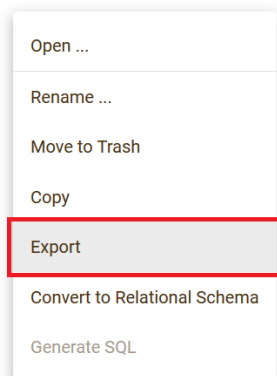 Open ...
Rename ...
Move to Trash
Copy
Export
Convert to Relational Schema
Generate SQL